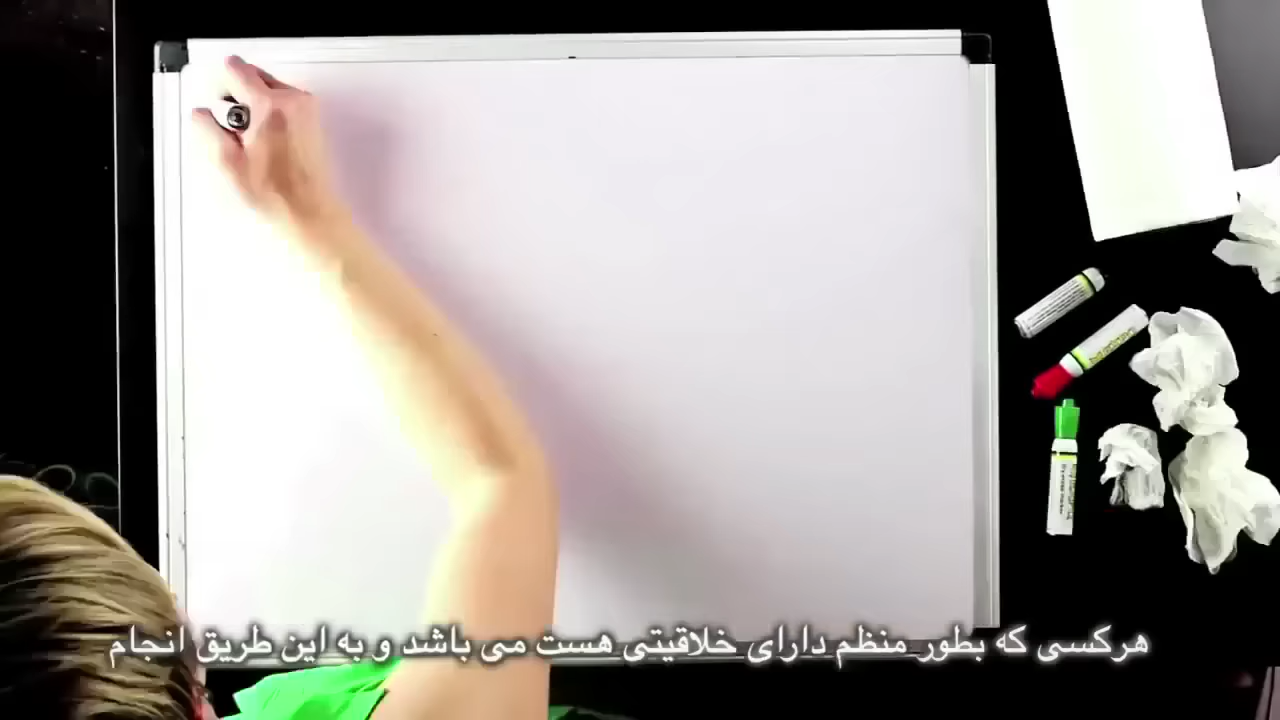 هرکسی که بطور منظم دارای خلاقیتی هست می باشد و به این طریق انجام